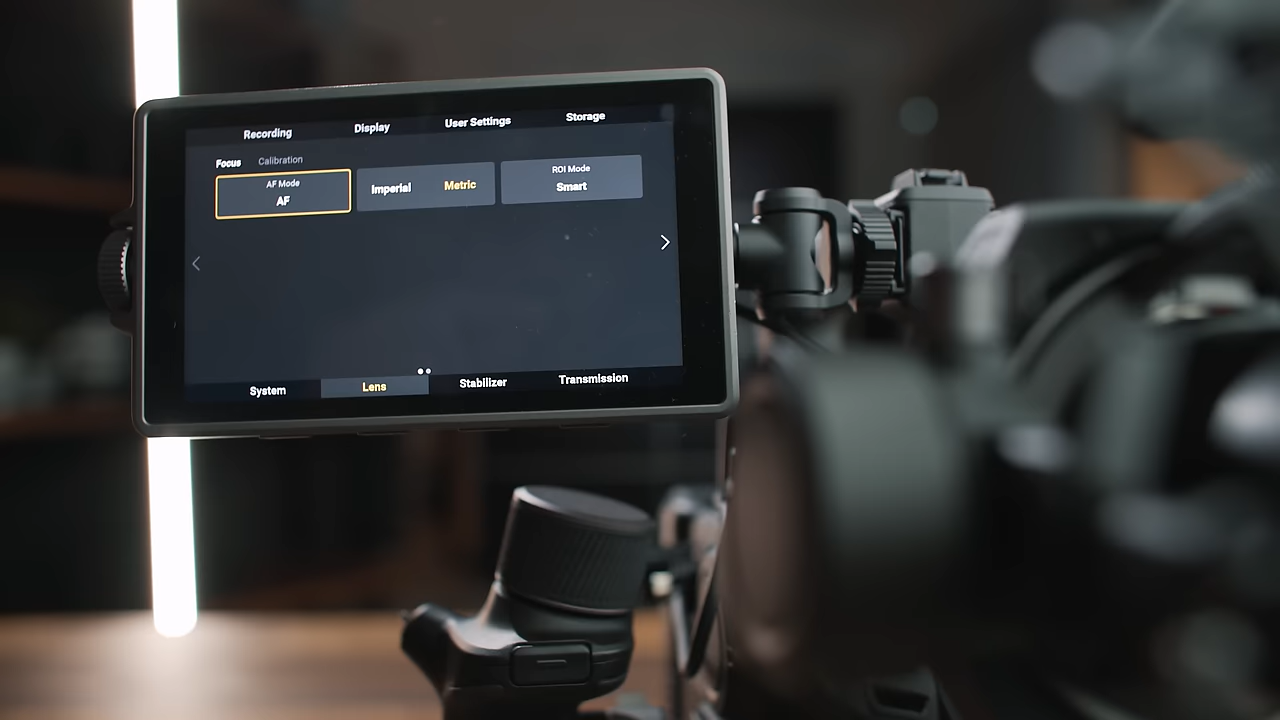 Recording Display User Settings Storage
Focus Calibration
AF Mode
AF
Imperial Metric
ROI Mode
Smart
System Lens Stabilizer Transmission